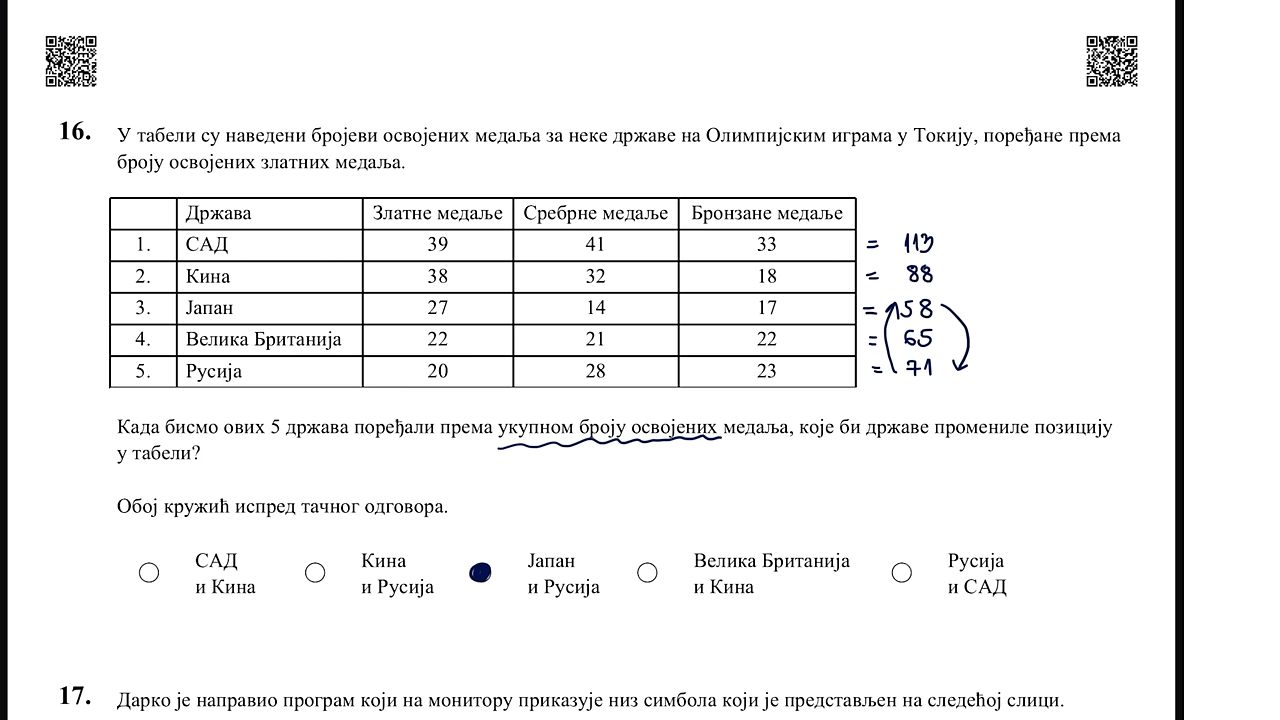 16. У табели су наведени бројеви освојених медаља за неке државе на Олимпијским играма у Токију, поређане према
броју освојених златних медаља.
Држава Златне медаље Сребрне медаље Бронзане медаље
1. САД 39 41 33 = 113
2. Кина 38 32 18 = 88
3. Јапан 27 14 17 = 58
4. Велика Британија 22 21 22 = 65
5. Русија 20 28 23 = 71
Када бисмо ових 5 држава поређали према укупном броју освојених медаља, које би државе промениле позицију
у табели?
Обој кружић испред тачног одговора.
САД Кина Јапан Велика Британија Русија
и Кина и Русија и Русија и Кина и САД
17. Дарко је направио програм који на монитору приказује низ симбола који је представљен на следећој слици.